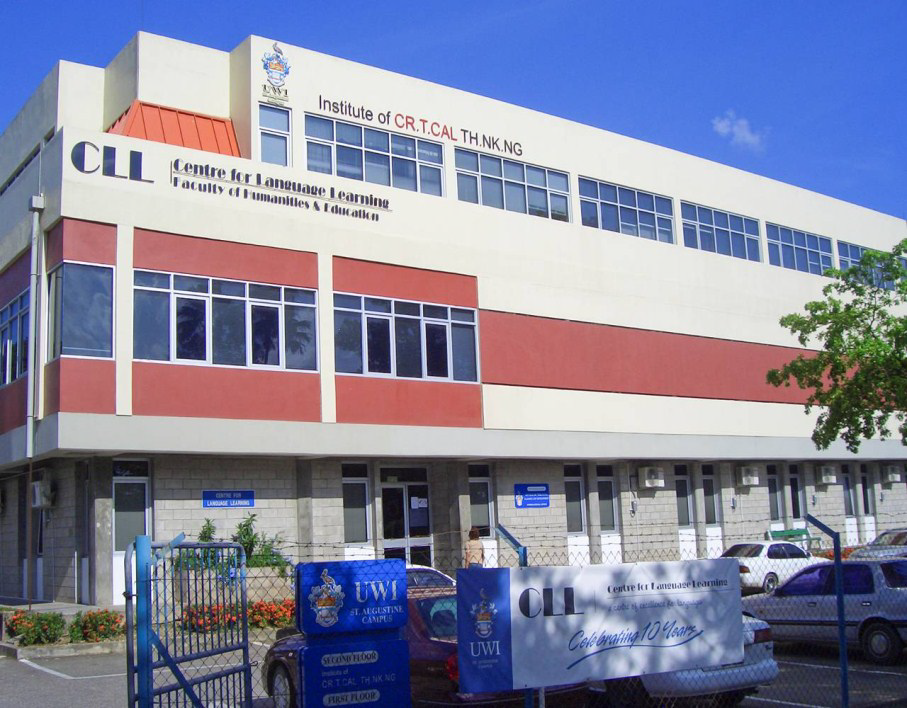 UWI
Institute of CR.T.CAL TH.NK.NG
CLL
Centre for Language Learning
Faculty of Humanities & Education
CENTRE FOR
LANGUAGE LEARNING
UWI
ST. AUGUSTINE
CAMPUS
SECOND FLOOR
Institute of
CR.T.CAL TH.NK.NG
FIRST FLOOR
UWI
ST. AUGUSTINE
CLL
Centre for Language Learning
Celebrating 10 Years